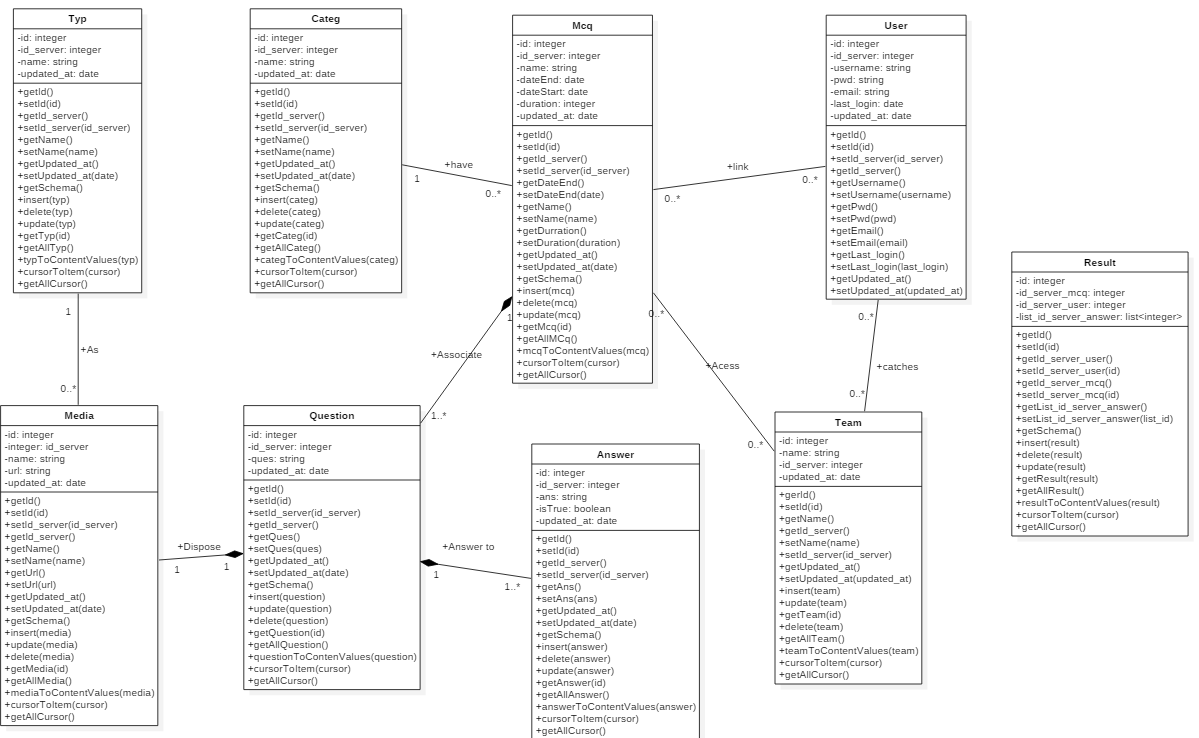 Typ
-id: integer
-id_server: integer
-name: string
-updated_at: date
+getId()
+setId(id)
+getId_server()
+setId_server(id_server)
+getName()
+setName(name)
+getUpdated_at()
+setUpdated_at(date)
+getSchema()
+insert(typ)
+delete(typ)
+update(typ)
+getTyp(id)
+getAllTyp()
+typToContentValues(typ)
+cursorToItem(cursor)
+getAllCursor()
Categ
-id: integer
-id_server: integer
-name: string
-updated_at: date
+getId()
+setId(id)
+getId_server()
+setId_server(id_server)
+getName()
+setName(name)
+getUpdated_at()
+setUpdated_at(date)
+getSchema()
+insert(categ)
+delete(categ)
+update(categ)
+getCateg(id)
+getAllCateg()
+categToContentValues(categ)
+cursorToItem(cursor)
+getAllCursor()
+have
1
0..*
Mcq
-id: integer
-id_server: integer
-name: string
-dateEnd: date
-dateStart: date
-duration: integer
-updated_at: date
+getId()
+setId(id)
+getId_server()
+setId_server(id_server)
+getDateEnd()
+setDateEnd(date)
+getName()
+setName(name)
+getDurration()
+setDuration(duration)
+getUpdated_at()
+setUpdated_at(date)
+getSchema()
+insert(mcq)
+delete(mcq)
+update(mcq)
+getMcq(id)
+getAllMCq()
+mcqToContentValues(mcq)
+cursorToItem(cursor)
+getAllCursor()
+link
0..*
0..*
User
-id: integer
-id_server: integer
-username: string
-pwd: string
-email: string
-last_login: date
-updated_at: date
+getId()
+setId(id)
+setId_server(id_server)
+getId_server()
+getUsername()
+setUsername(username)
+getPwd()
+setPwd(pwd)
+getEmail()
+setEmail(email)
+getLast_login()
+setLast_login(last_login)
+getUpdated_at()
+setUpdated_at(updated_at)
Result
-id: integer
-id_server_mcq: integer
-id_server_user: integer
-list_id_server_answer: list<integer>
+getId()
+setId(id)
+getId_server_user()
+setId_server_user(id)
+getId_server_mcq()
+setId_server_mcq(id)
+getList_id_server_answer()
+setList_id_server_answer(list_id)
+getSchema()
+insert(result)
+delete(result)
+update(result)
+getResult(result)
+getAllResult()
+resultToContentValues(result)
+cursorToItem(cursor)
+getAllCursor()
1
+As
0..*
1
+Associate
1..*
0..*
+Acess
0..*
0..*
+catches
0..*
Media
-id: integer
-integer: id_server
-name: string
-url: string
-updated_at: date
+getId()
+setId(id)
+setId_server(id_server)
+getId_server()
+getName()
+setName(name)
+getUrl()
+setUrl(url)
+getUpdated_at()
+setUpdated_at(date)
+getSchema()
+insert(media)
+update(media)
+delete(media)
+getMedia(id)
+getAllMedia()
+mediaToContentValues(media)
+cursorToItem(cursor)
+getAllCursor()
+Dispose
1
1
Question
-id: integer
-id_server: integer
-ques: string
-updated_at: date
+getId()
+setId(id)
+setId_server(id_server)
+getId_server()
+getQues()
+setQues(ques)
+getUpdated_at()
+setUpdated_at(date)
+getSchema()
+insert(question)
+update(question)
+delete(question)
+getQuestion(id)
+getAllQuestion()
+questionToContenValues(question)
+cursorToItem(cursor)
+getAllCursor()
+Answer to
1
1..*
Answer
-id: integer
-id_server: integer
-ans: string
-isTrue: boolean
-updated_at: date
+getId()
+setId(id)
+getId_server()
+setId_server(id_server)
+getAns()
+setAns(ans)
+getUpdated_at()
+setUpdated_at(date)
+getSchema()
+insert(answer)
+delete(answer)
+update(answer)
+getAnswer(id)
+getAllAnswer()
+answerToContentValues(answer)
+cursorToItem(cursor)
+getAllCursor()
Team
-id: integer
-name: string
-id_server: integer
-updated_at: date
+gerId()
+setId(id)
+getName()
+getId_server()
+setName(name)
+setId_server(id_server)
+getUpdated_at()
+setUpdated_at(updated_at)
+insert(team)
+update(team)
+getTeam(id)
+delete(team)
+getAllTeam()
+teamToContentValues(team)
+cursorToItem(cursor)
+getAllCursor()